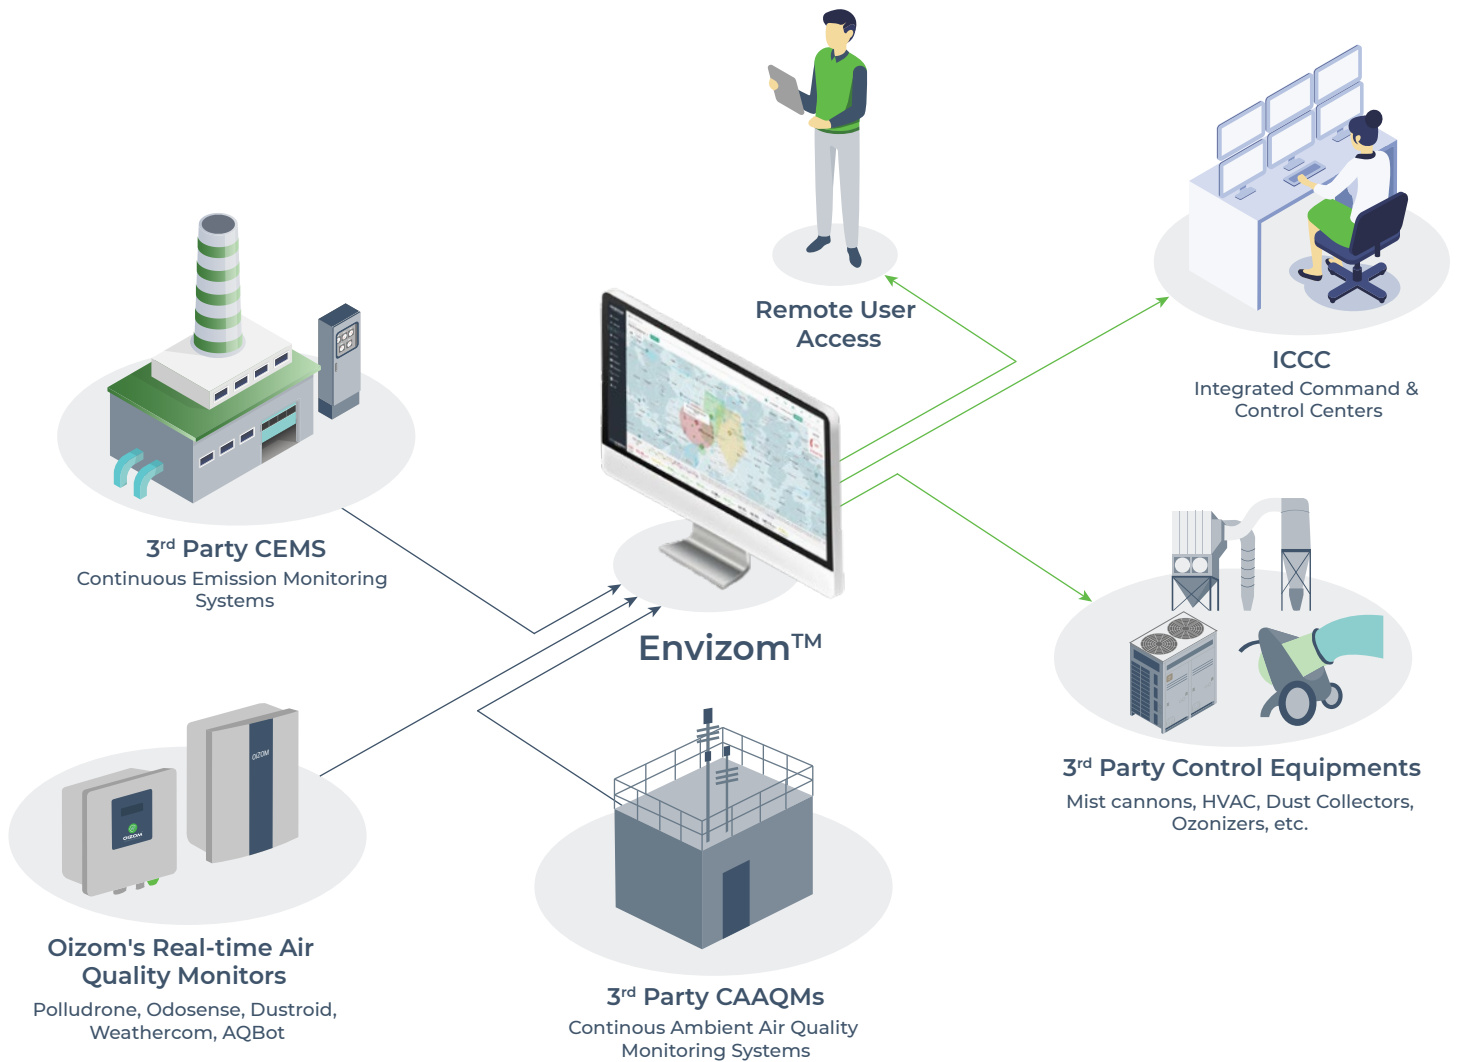 Remote User
Access
ICCC
Integrated Command &
Control Centers
3rd Party CEMS
Continuous Emission Monitoring
Systems
Envizom™
OIZOM
OIZOM
3rd Party Control Equipments
Mist cannons, HVAC, Dust Collectors,
Ozonizers, etc.
Oizom's Real-time Air
Quality Monitors
Polludrone, Odosense, Dustroid,
Weathercom, AQBot
3rd Party CAAQMs
Continous Ambient Air Quality
Monitoring Systems